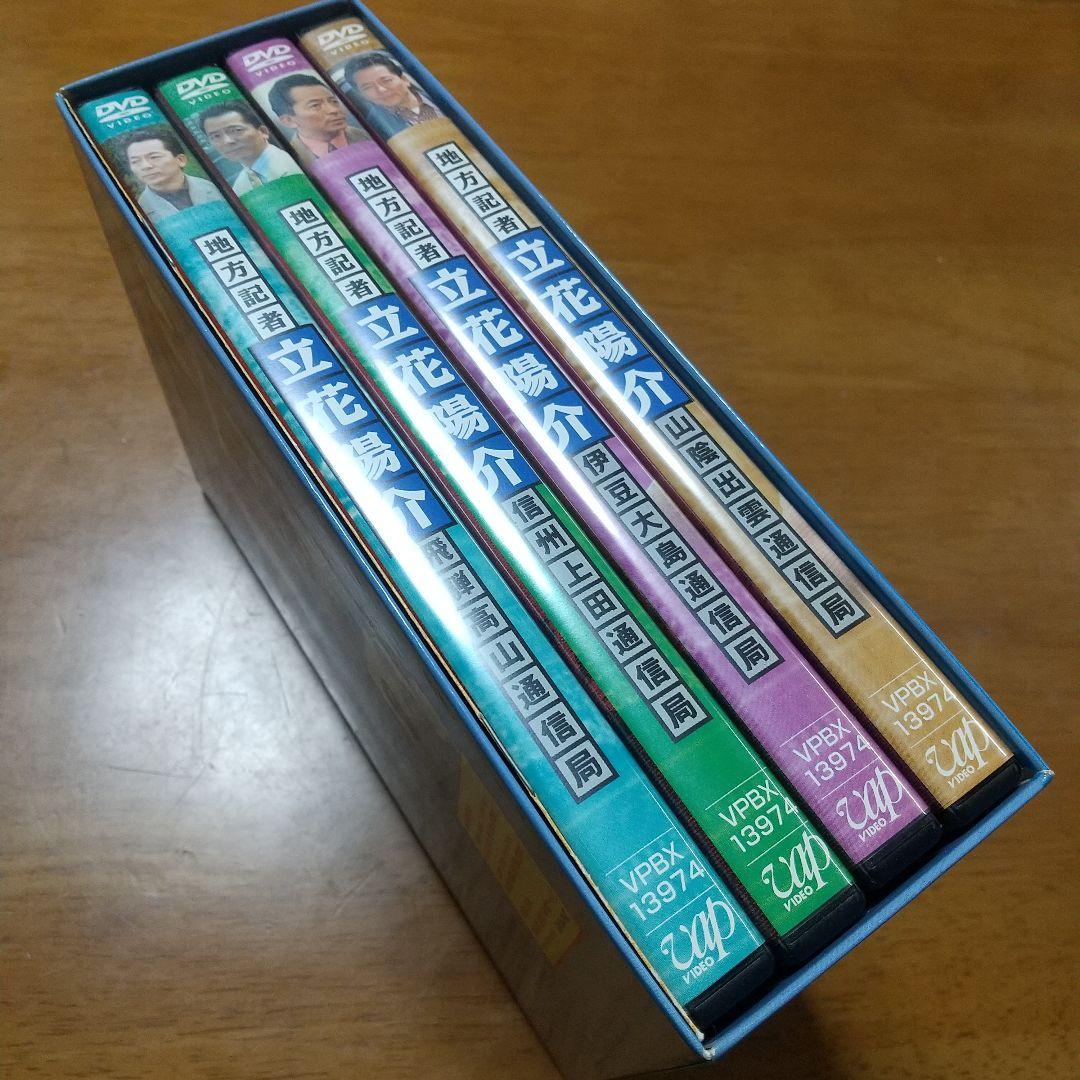 DVD
VIDEO
地方記者
立花陽介
飛騨高山通信局
VPBX
13974
vap
VIDEO
DVD
VIDEO
地方記者
立花陽介
信州上田通信局
VPBX
13974
vap
VIDEO
DVD
VIDEO
地方記者
立花陽介
伊豆大島通信局
VPBX
13974
vap
VIDEO
DVD
VIDEO
地方記者
立花陽介
山陰出雲通信局
VPBX
13974
vap
VIDEO